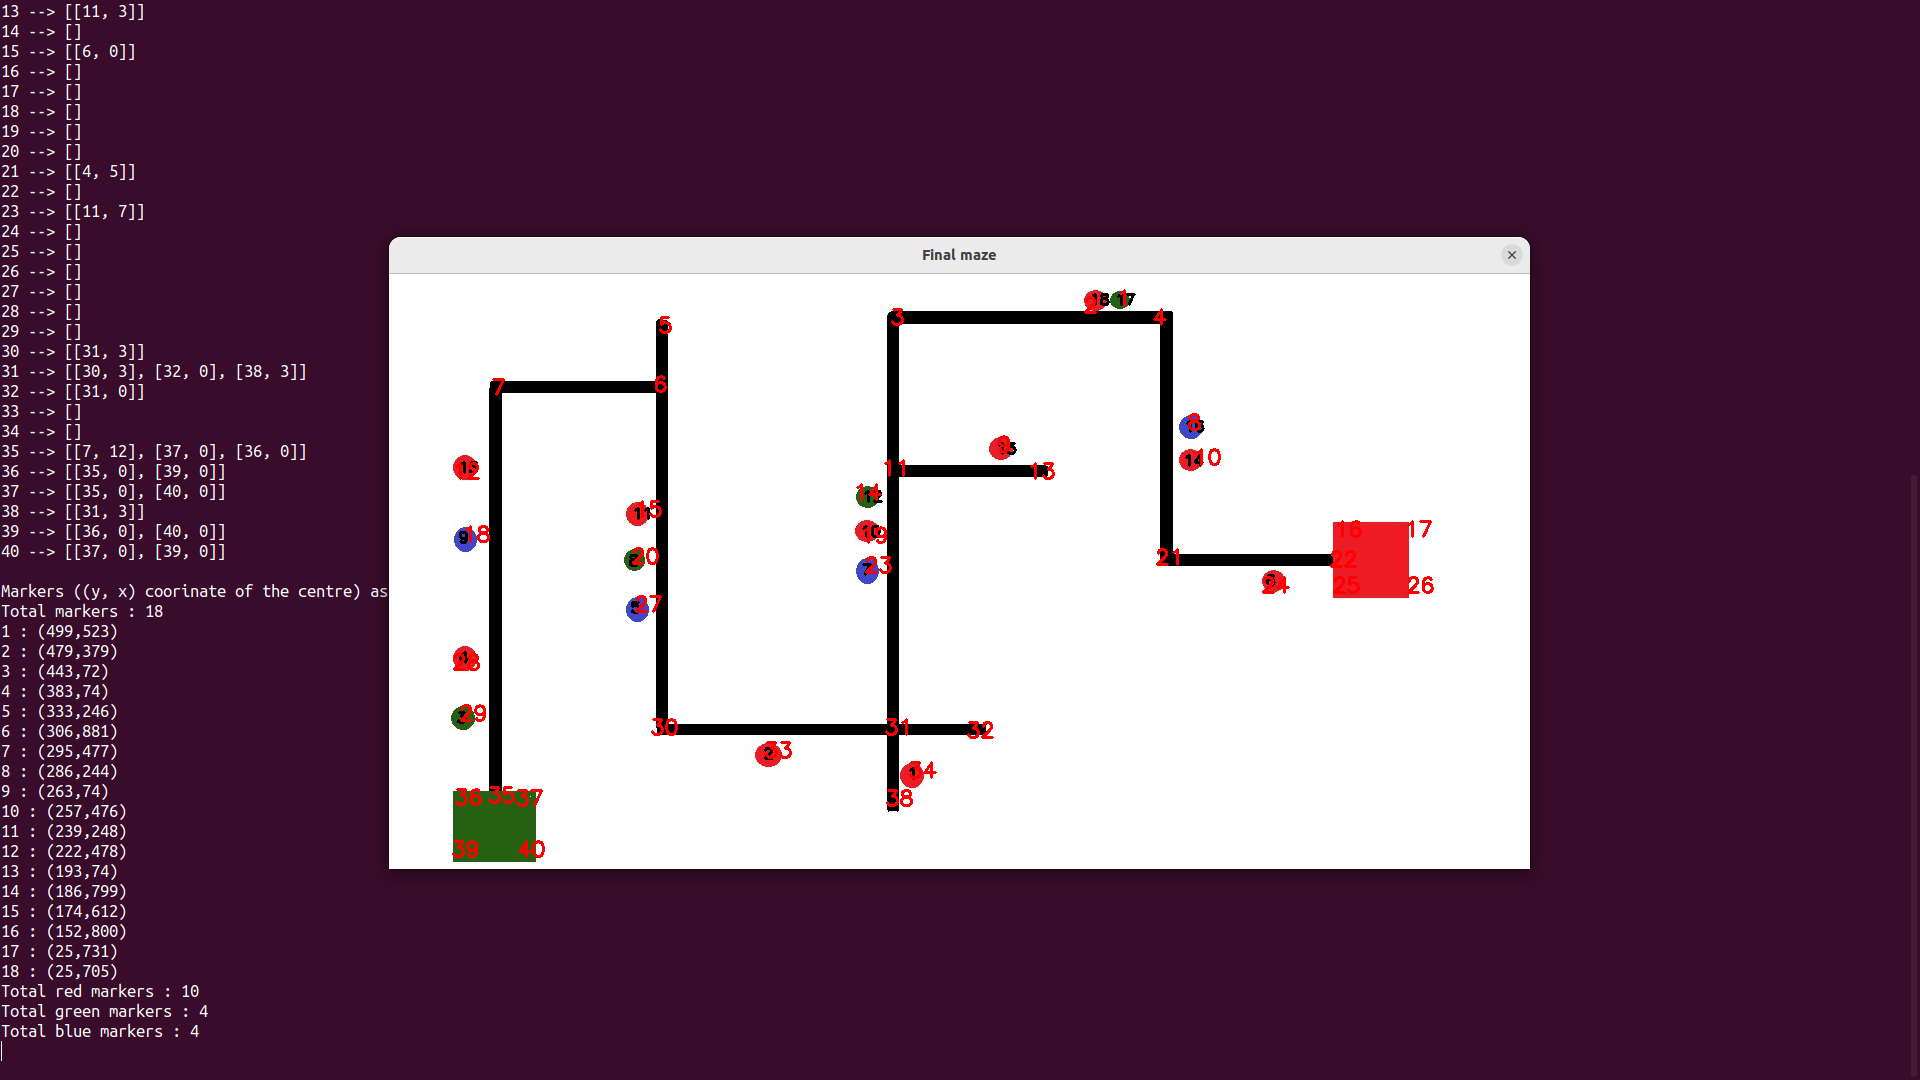 13 --> [[11, 3]]
14 --> []
15 --> [[6, 0]]
16 --> []
17 --> []
18 --> []
19 --> []
20 --> []
21 --> [[4, 5]]
22 --> []
23 --> [[11, 7]]
24 --> []
25 --> []
26 --> []
27 --> []
28 --> []
29 --> []
30 --> [[31, 3]]
31 --> [[30, 3], [32, 0], [38, 3]]
32 --> [[31, 0]]
33 --> []
34 --> []
35 --> [[7, 12], [37, 0], [36, 0]]
36 --> [[35, 0], [39, 0]]
37 --> [[35, 0], [40, 0]]
38 --> [[31, 3]]
39 --> [[36, 0], [40, 0]]
40 --> [[37, 0], [39, 0]]
Markers ((y, x) coorinate of the centre) as
Total markers : 18
1 : (499,523)
2 : (479,379)
3 : (443,72)
4 : (383,74)
5 : (333,246)
6 : (306,881)
7 : (295,477)
8 : (286,244)
9 : (263,74)
10 : (257,476)
11 : (239,248)
12 : (222,478)
13 : (193,74)
14 : (186,799)
15 : (174,612)
16 : (152,800)
17 : (25,731)
18 : (25,705)
Total red markers : 10
Total green markers : 4
Total blue markers : 4
Final maze
18 17
3
4
5
7
6
11
13
14 10
15 11
14
18 9
20
19
23
27
21
22
16 17
25 26
24
29
30
31
32
33
34
38
36 35 37
39 40